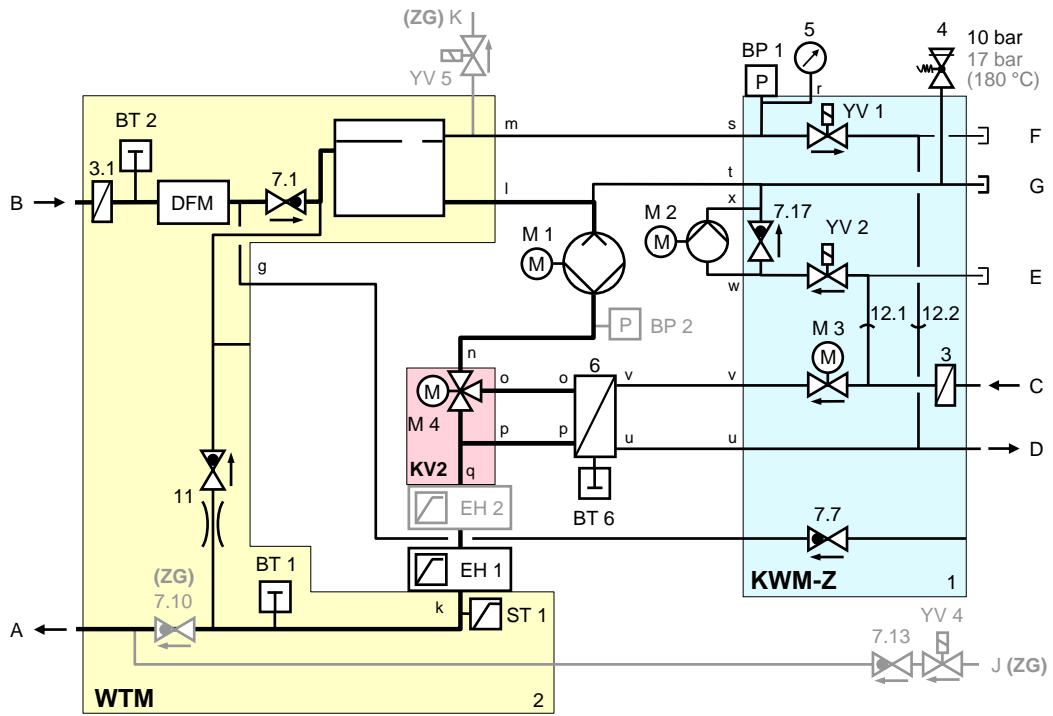 (ZG) K
YV 5
BP 1
5
4
10 bar
17 bar
(180 °C)
P
r
BT 2
m
s
YV 1
F
3.1
7.1
t
G
B
DFM
l
x
M 2
7.17
YV 2
M 1
M
M
g
w
E
P
BP 2
12.1
12.2
M 3
n
M
6
3
M
o
o
v
v
C
M 4
p
p
u
u
D
KV2
q
11
EH 2
BT 6
7.7
(ZG)
7.10
BT 1
EH 1
KWM-Z
1
k
ST 1
A
YV 4
7.13
J (ZG)
WTM
2